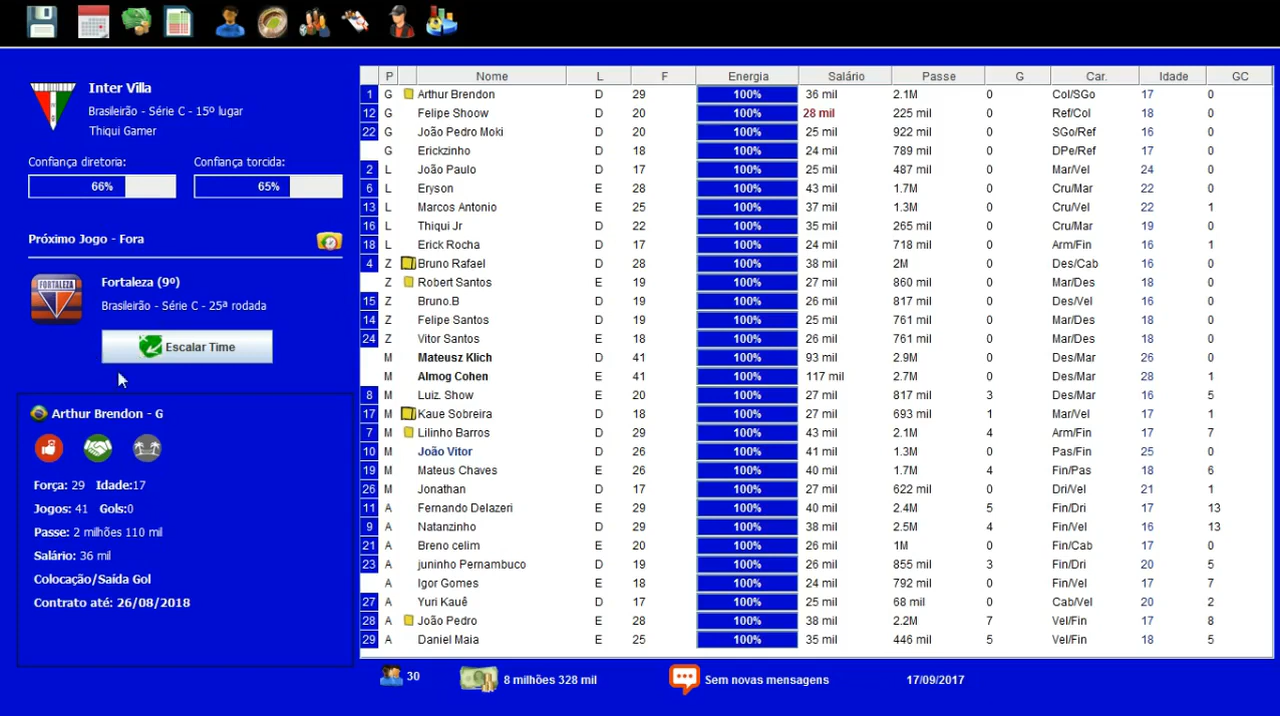 Inter Villa
Brasileirão - Série C - 15º lugar
Thiqui Gamer
Confiança diretoria: Confiança torcida:
66% 65%
Próximo Jogo - Fora
FORTALEZA
Fortaleza (9º)
Brasileirão - Série C - 25ª rodada
Escalar Time
Arthur Brendon - G
Força: 29 Idade:17
Jogos: 41 Gols:0
Passe: 2 milhões 110 mil
Salário: 36 mil
Colocação/Saída Gol
Contrato até: 26/08/2018
P Nome L F Energia Salário Passe G Car. Idade GC
1 G Arthur Brendon D 29 100% 36 mil 2.1M 0 Col/SGo 17 0
12 G Felipe Shoow D 20 100% 28 mil 225 mil 0 Ref/Col 18 0
22 G João Pedro Moki D 20 100% 25 mil 922 mil 0 SGo/Ref 16 0
G Erickzinho D 18 100% 24 mil 789 mil 0 DPe/Ref 17 0
2 L João Paulo D 17 100% 25 mil 487 mil 0 Mar/Vel 24 0
6 L Eryson E 28 100% 43 mil 1.7M 0 Cru/Mar 22 0
13 L Marcos Antonio E 25 100% 37 mil 1.3M 0 Cru/Vel 22 1
16 L Thiqui Jr D 22 100% 35 mil 265 mil 0 Cru/Mar 19 0
18 L Erick Rocha D 17 100% 24 mil 718 mil 0 Arm/Fin 16 1
4 Z Bruno Rafael D 28 100% 38 mil 2M 0 Des/Cab 16 0
Z Robert Santos E 19 100% 27 mil 860 mil 0 Mar/Des 18 0
15 Z Bruno.B D 19 100% 26 mil 817 mil 0 Des/Vel 16 0
14 Z Felipe Santos D 19 100% 25 mil 761 mil 0 Mar/Des 18 0
24 Z Vitor Santos E 18 100% 26 mil 761 mil 0 Mar/Des 18 0
M Mateusz Klich D 41 100% 93 mil 2.9M 0 Des/Mar 26 0
M Almog Cohen E 41 100% 117 mil 2.7M 0 Des/Mar 28 1
8 M Luiz. Show E 20 100% 27 mil 817 mil 3 Des/Mar 16 5
17 M Kaue Sobreira D 18 100% 27 mil 693 mil 1 Mar/Vel 17 1
7 M Lilinho Barros D 29 100% 43 mil 2.1M 4 Arm/Fin 17 7
10 M João Vitor D 26 100% 41 mil 1.3M 0 Pas/Fin 25 0
19 M Mateus Chaves E 26 100% 40 mil 1.7M 4 Fin/Pas 18 6
26 M Jonathan D 17 100% 27 mil 622 mil 0 Dri/Vel 21 1
11 A Fernando Delazeri E 29 100% 40 mil 2.4M 5 Fin/Dri 17 13
9 A Natanzinho D 29 100% 38 mil 2.5M 4 Fin/Vel 16 13
21 A Breno celim E 20 100% 26 mil 1M 0 Fin/Cab 17 0
23 A juninho Pernambuco D 19 100% 26 mil 855 mil 3 Fin/Dri 20 5
A Igor Gomes E 18 100% 24 mil 792 mil 0 Fin/Vel 17 7
27 A Yuri Kauê D 17 100% 25 mil 68 mil 0 Cab/Vel 20 2
28 A João Pedro E 28 100% 38 mil 2.2M 7 Vel/Fin 17 8
29 A Daniel Maia E 25 100% 35 mil 446 mil 5 Vel/Fin 18 5
30 8 milhões 328 mil Sem novas mensagens 17/09/2017